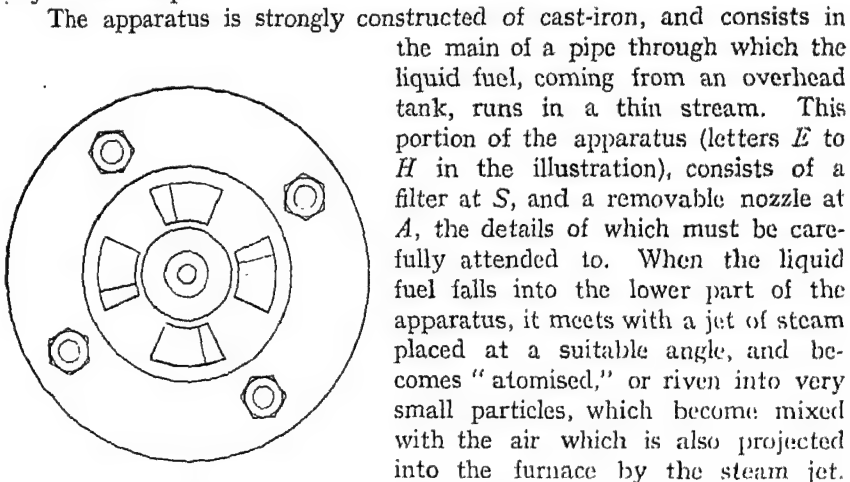 The apparatus is strongly constructed of cast-iron, and consists in
the main of a pipe through which the
liquid fuel, coming from an overhead
tank, runs in a thin stream. This
portion of the apparatus (letters E to
H in the illustration), consists of a
filter at S, and a removable nozzle at
A, the details of which must be care-
fully attended to. When the liquid
fuel falls into the lower part of the
apparatus, it meets with a jet of steam
placed at a suitable angle, and be-
comes "atomised," or riven into very
small particles, which become mixed
with the air which is also projected
into the furnace by the steam jet.